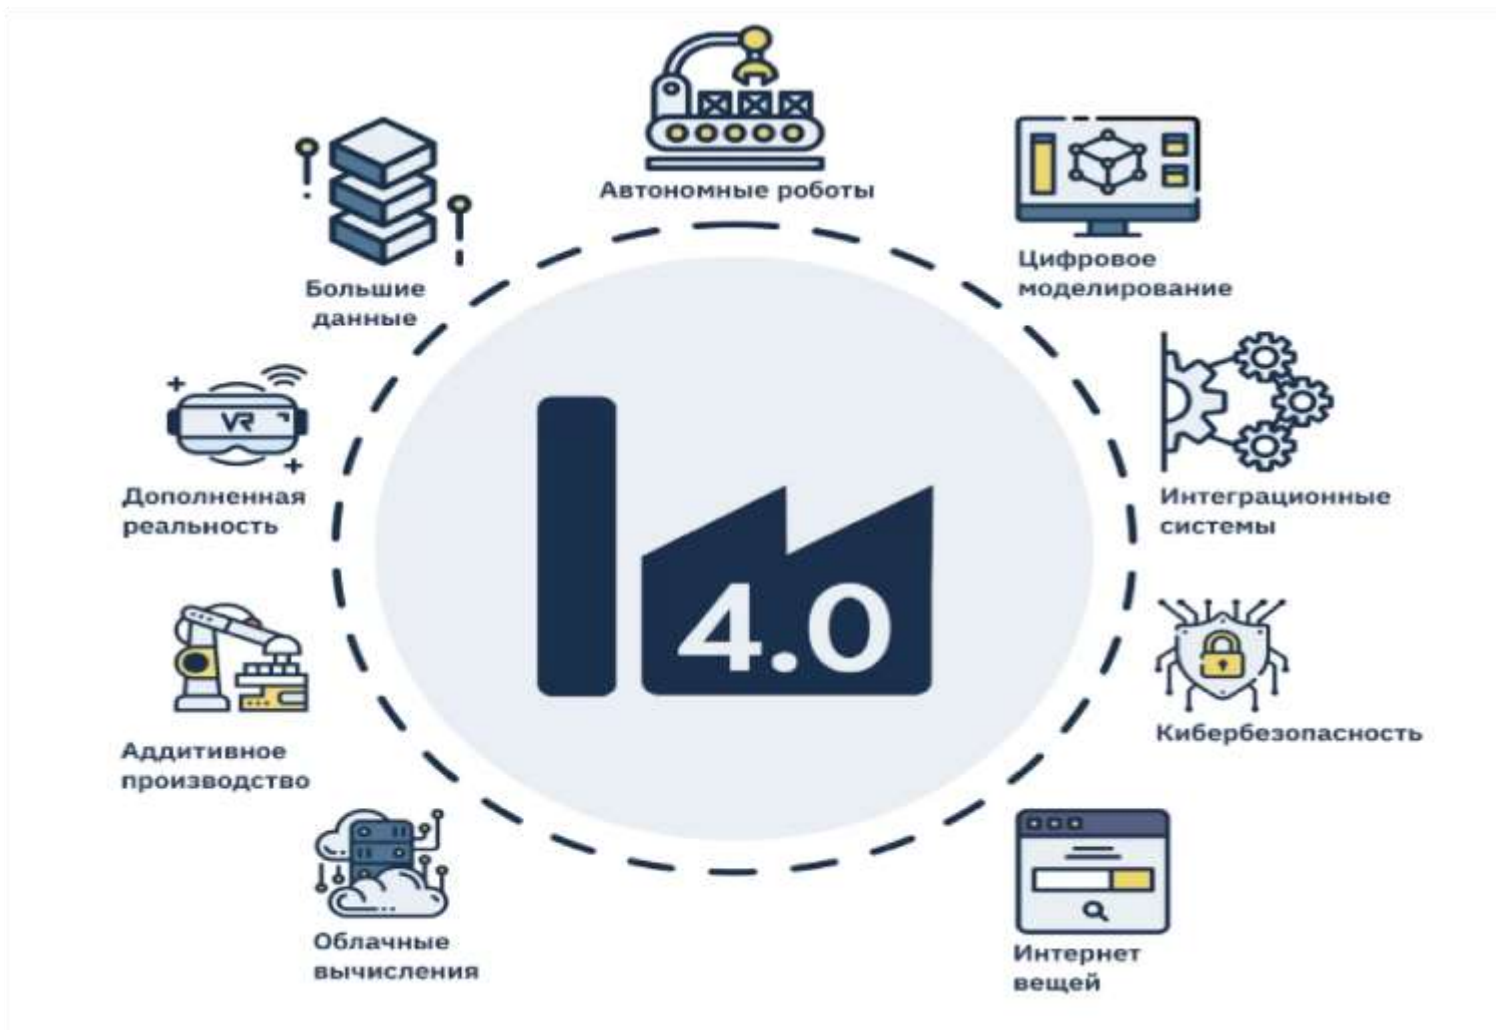 Автономные роботы
Цифровое
моделирование
Большие
данные
VR
Дополненная
реальность
Интеграционные
системы
4.0
Кибербезопасность
Аддитивное
производство
Облачные
вычисления
Интернет
вещей